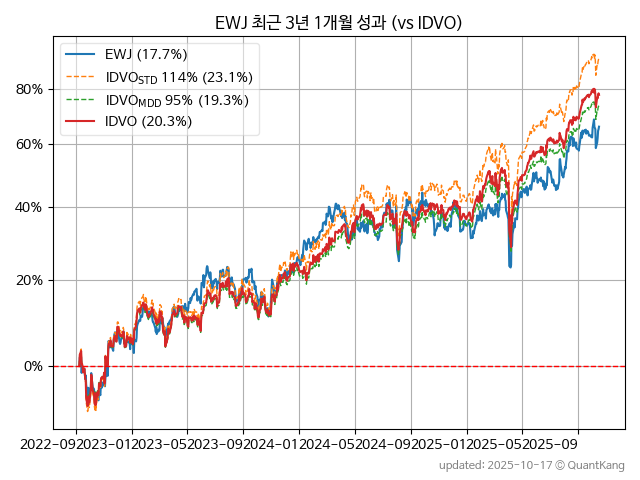 EWJ 최근 3년 1개월 성과 (vs IDVO)
EWJ (17.7%)
IDVO_STD 114% (23.1%)
IDVO_MDD 95% (19.3%)
IDVO (20.3%)
80%
60%
40%
20%
0%
2022-09 2023-01 2023-05 2023-09 2024-01 2024-05 2024-09 2025-01 2025-05 2025-09
updated: 2025-10-17 © QuantKang